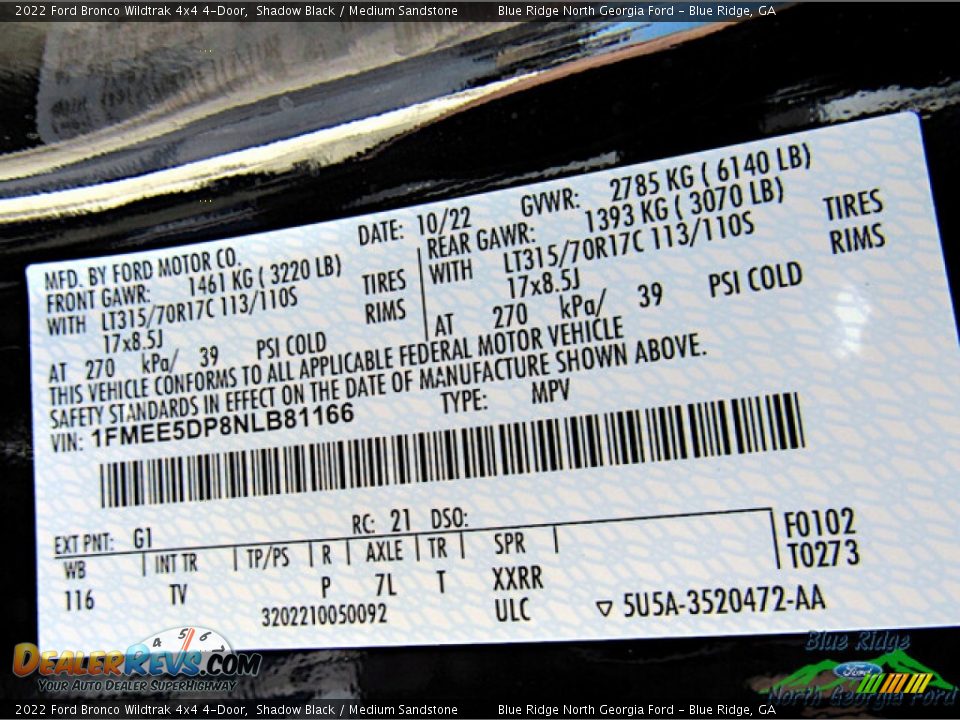 2022 Ford Bronco Wildtrak 4x4 4-Door, Shadow Black / Medium Sandstone Blue Ridge North Georgia Ford - Blue Ridge, GA
MFD. BY FORD MOTOR CO. DATE: 10/22 GVWR: 2785 KG ( 6140 LB)
FRONT GAWR: 1461 KG ( 3220 LB) REAR GAWR: 1393 KG ( 3070 LB)
WITH LT315/70R17C 113/110S TIRES WITH LT315/70R17C 113/110S TIRES
17x8.5J RIMS 17x8.5J RIMS
AT 270 kPa/ 39 PSI COLD AT 270 kPa/ 39 PSI COLD
THIS VEHICLE CONFORMS TO ALL APPLICABLE FEDERAL MOTOR VEHICLE
SAFETY STANDARDS IN EFFECT ON THE DATE OF MANUFACTURE SHOWN ABOVE.
VIN: 1FMEE5DP8NLB81166 TYPE: MPV
EXT PNT: G1 RC: 21 DSO: F0102
WB INT TR TP/PS R AXLE TR SPR T0273
116 TV P 7L T XXRR
3202210050092 ULC ▽ 5U5A-3520472-AA
4 5 6
DEALERREVS.COM
YOUR AUTO DEALER SUPERHIGHWAY
Blue Ridge
Ford
North Georgia Ford
2022 Ford Bronco Wildtrak 4x4 4-Door, Shadow Black / Medium Sandstone Blue Ridge North Georgia Ford - Blue Ridge, GA